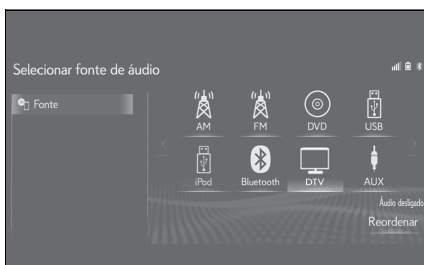 Selecionar fonte de áudio
Fonte
AM FM DVD USB
iPod Bluetooth DTV AUX
Áudio desligado
Reordenar